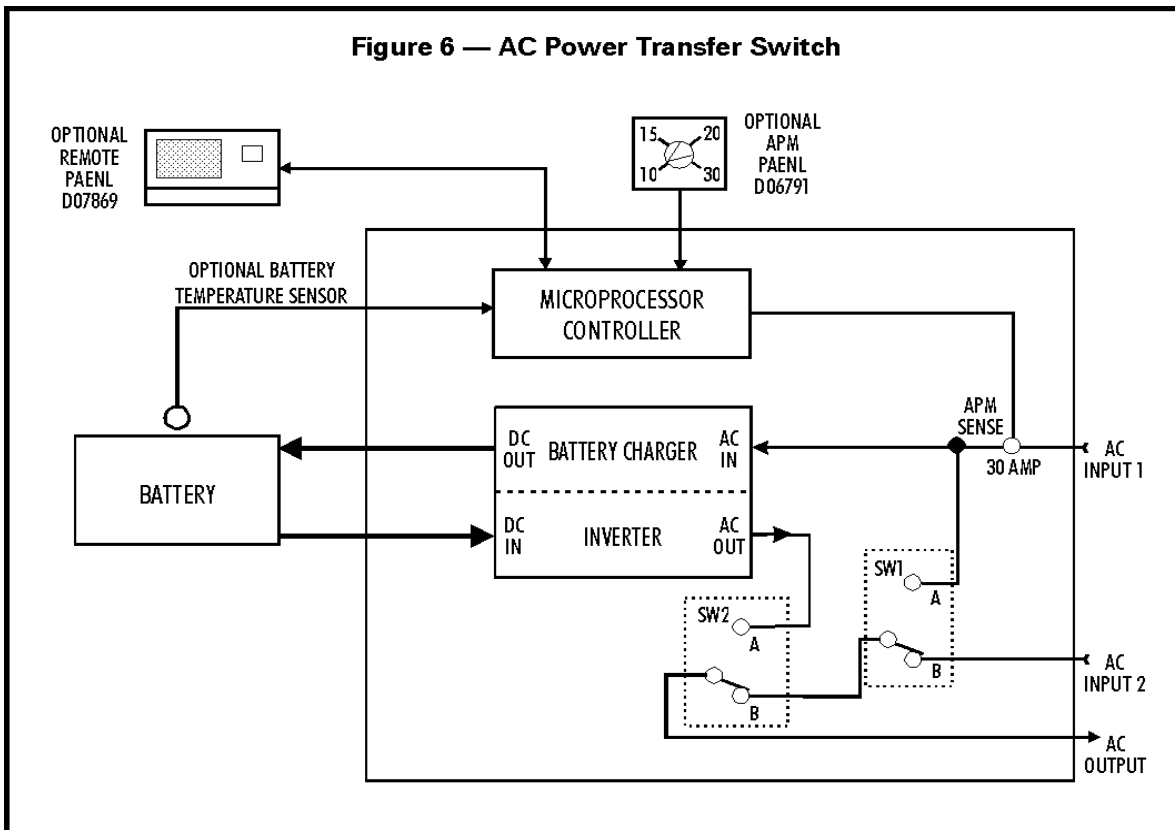 Figure 6 — AC Power Transfer Switch
OPTIONAL
REMOTE
PAENL
D07869
15
20
10
30
OPTIONAL
APM
PAENL
D06791
OPTIONAL BATTERY
TEMPERATURE SENSOR
MICROPROCESSOR
CONTROLLER
BATTERY
DC
OUT
BATTERY CHARGER
AC
IN
DC
IN
INVERTER
AC
OUT
APM
SENSE
30 AMP
AC
INPUT 1
SW1
A
B
AC
INPUT 2
SW2
A
B
AC
OUTPUT